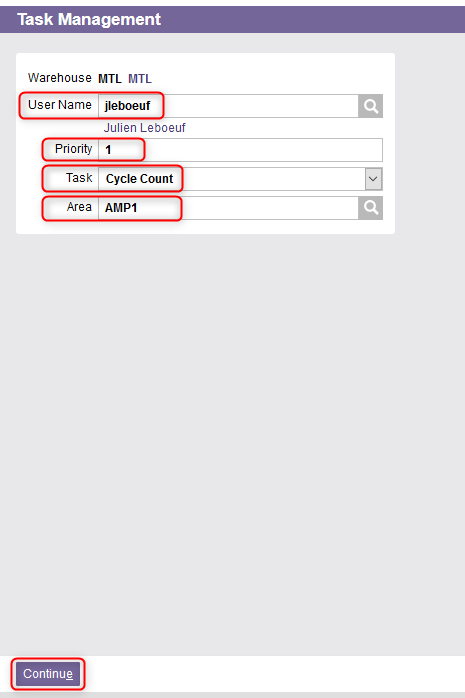 Task Management
Warehouse MTL MTL
User Name jleboeuf
Julien Leboeuf
Priority 1
Task Cycle Count
Area AMP1
Continue